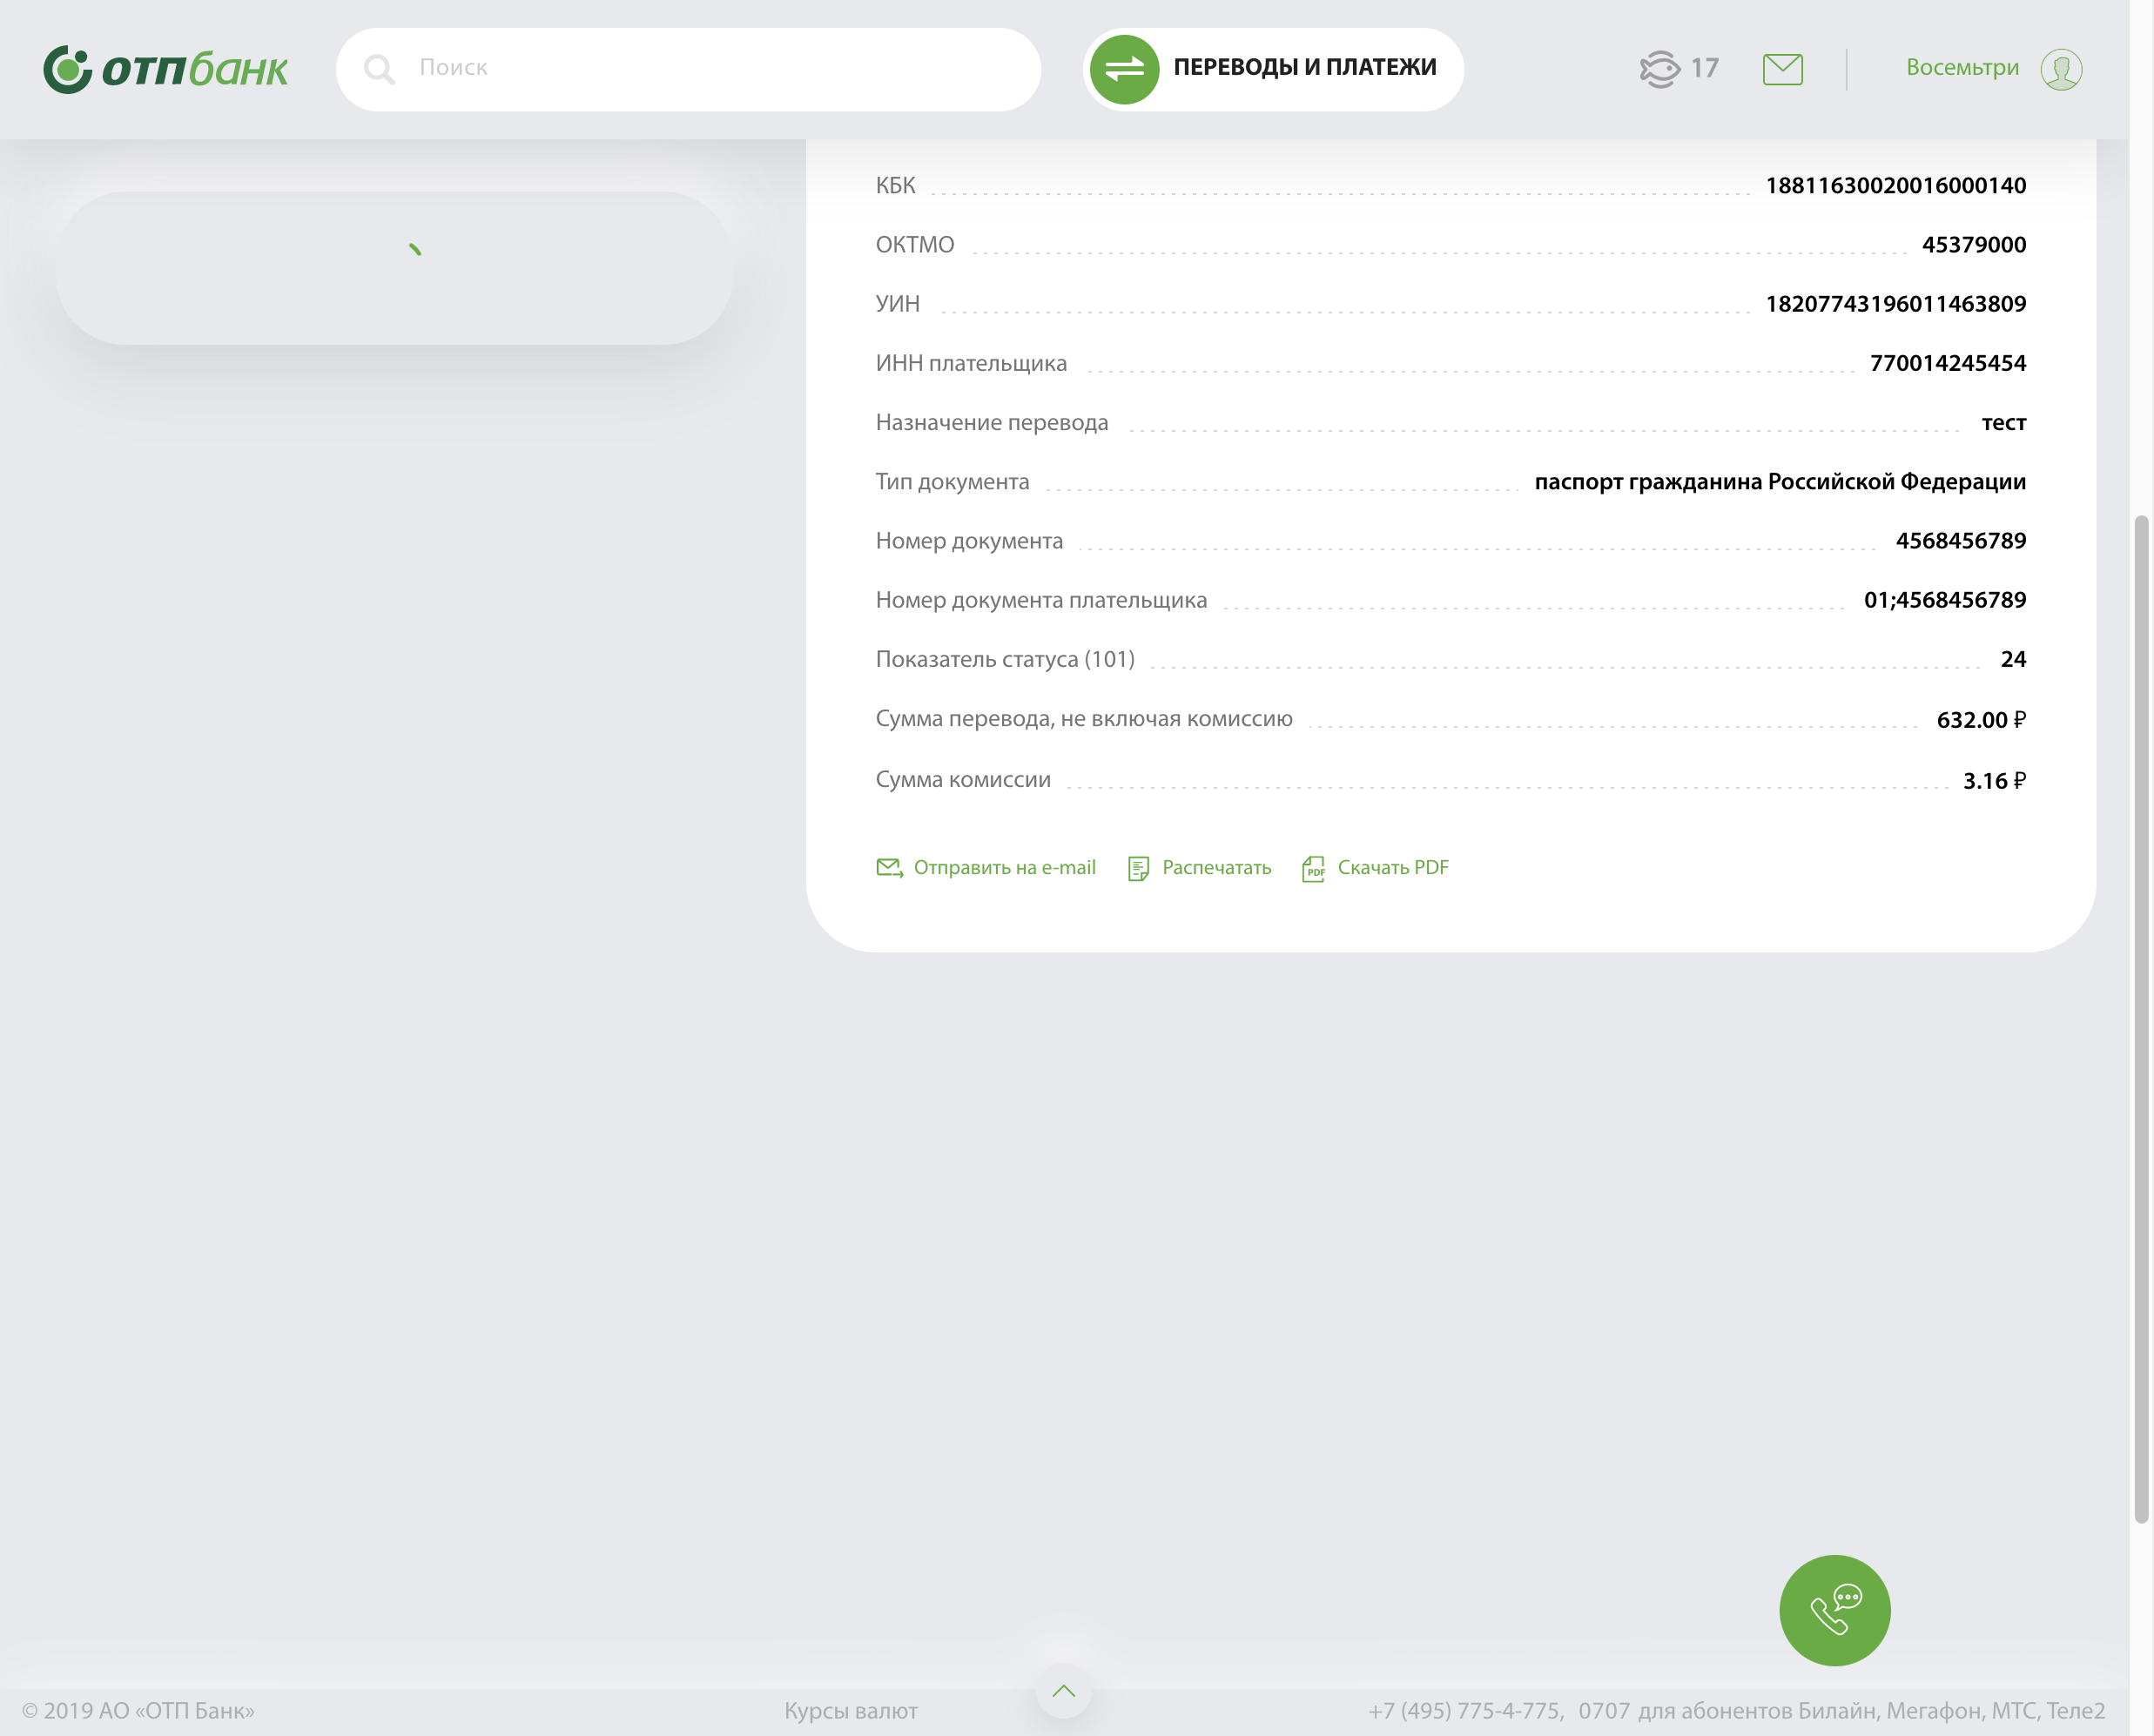 отпбанк
Поиск
ПЕРЕВОДЫ И ПЛАТЕЖИ
17
Восемьтри
КБК 18811630020016000140
ОКТМО 45379000
УИН 18207743196011463809
ИНН плательщика 770014245454
Назначение перевода тест
Тип документа паспорт гражданина Российской Федерации
Номер документа 4568456789
Номер документа плательщика 01;4568456789
Показатель статуса (101) 24
Сумма перевода, не включая комиссию 632.00 ₽
Сумма комиссии 3.16 ₽
Отправить на e-mail Распечатать PDF Скачать PDF
© 2019 АО «ОТП Банк» Курсы валют +7 (495) 775-4-775, 0707 для абонентов Билайн, Мегафон, МТС, Теле2